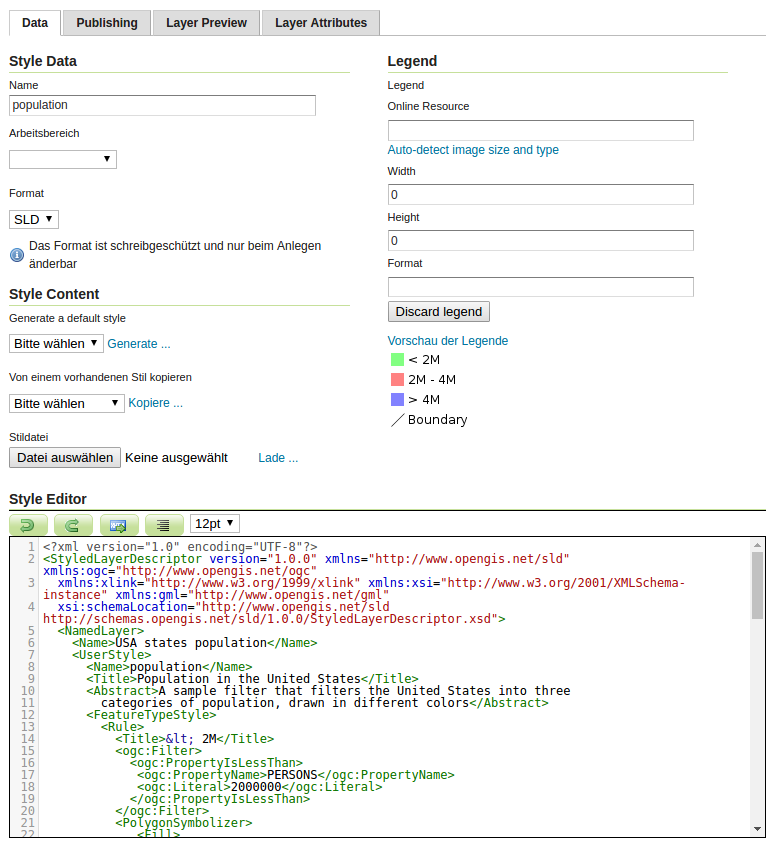 Data Publishing Layer Preview Layer Attributes
Style Data
Name
population
Arbeitsbereich
Format
SLD
Das Format ist schreibgeschützt und nur beim Anlegen
änderbar
Style Content
Generate a default style
Bitte wählen Generate ...
Von einem vorhandenen Stil kopieren
Bitte wählen Kopiere ...
Stildatei
Datei auswählen Keine ausgewählt Lade ...
Legend
Legend
Online Resource
Auto-detect image size and type
Width
0
Height
0
Format
Discard legend
Vorschau der Legende
< 2M
2M - 4M
> 4M
Boundary
Style Editor
12pt
1 <?xml version="1.0" encoding="UTF-8"?>
2 <StyledLayerDescriptor version="1.0.0" xmlns="http://www.opengis.net/sld"
xmlns:ogc="http://www.opengis.net/ogc"
3 xmlns:xlink="http://www.w3.org/1999/xlink" xmlns:xsi="http://www.w3.org/2001/XMLSchema-
instance" xmlns:gml="http://www.opengis.net/gml"
4 xsi:schemaLocation="http://www.opengis.net/sld
http://schemas.opengis.net/sld/1.0.0/StyledLayerDescriptor.xsd">
5 <NamedLayer>
6 <Name>USA states population</Name>
7 <UserStyle>
8 <Name>population</Name>
9 <Title>Population in the United States</Title>
10 <Abstract>A sample filter that filters the United States into three
11 categories of population, drawn in different colors</Abstract>
12 <FeatureTypeStyle>
13 <Rule>
14 <Title>&lt; 2M</Title>
15 <ogc:Filter>
16 <ogc:PropertyIsLessThan>
17 <ogc:PropertyName>PERSONS</ogc:PropertyName>
18 <ogc:Literal>2000000</ogc:Literal>
19 </ogc:PropertyIsLessThan>
20 </ogc:Filter>
21 <PolygonSymbolizer>
22 <Fill>